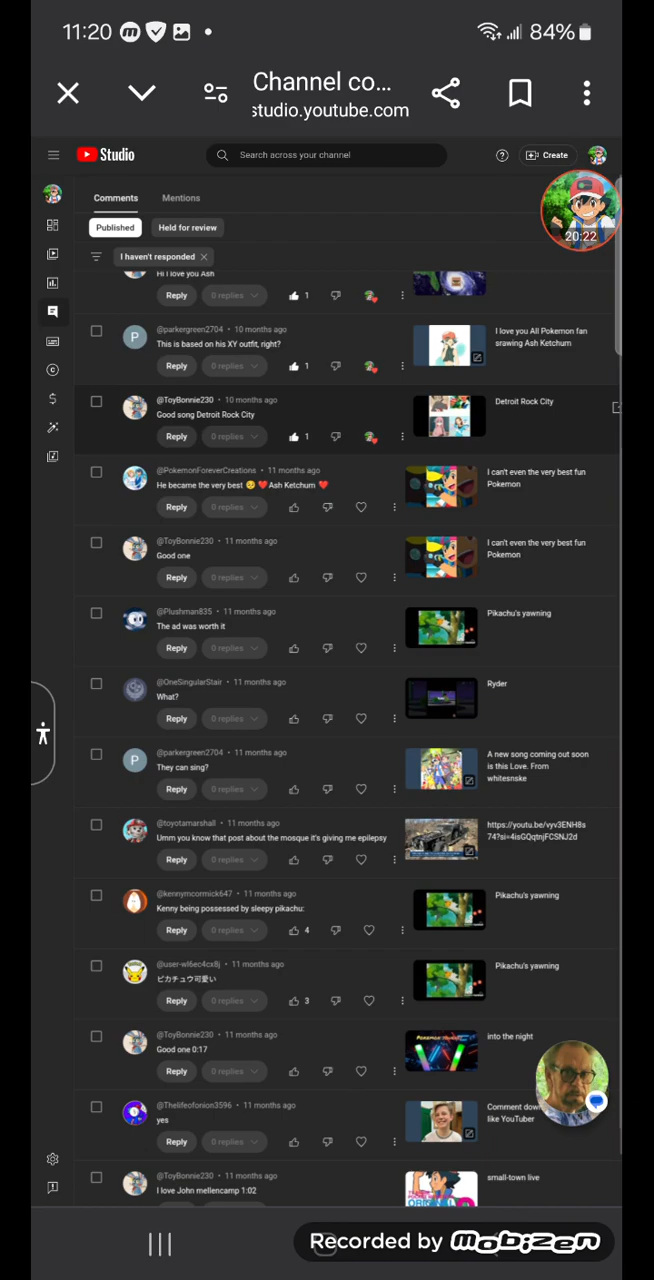 11:20
84%
Channel co...
studio.youtube.com
Studio
Search across your channel
Create
Comments
Mentions
20:22
Published
Held for review
I haven't responded
Hi I love you Ash
Reply
0 replies
1
@parkergreen2704 • 10 months ago
This is based on his XY outfit, right?
Reply
0 replies
1
I love you All Pokemon fan
srawing Ash Ketchum
@ToyBonnie230 • 10 months ago
Good song Detroit Rock City
Reply
0 replies
1
Detroit Rock City
@PokemonForeverCreations • 11 months ago
He became the very best 🥺 ❤️Ash Ketchum ❤️
Reply
0 replies
I can't even the very best fun
Pokemon
@ToyBonnie230 • 11 months ago
Good one
Reply
0 replies
I can't even the very best fun
Pokemon
@Plushman835 • 11 months ago
The ad was worth it
Reply
0 replies
Pikachu's yawning
@OneSingularStair • 11 months ago
What?
Reply
0 replies
Ryder
P
@parkergreen2704 • 11 months ago
They can sing?
Reply
0 replies
A new song coming out soon
is this Love. From
whitesnske
@toyotamarshall • 11 months ago
Umm you know that post about the mosque it's giving me epilepsy
Reply
0 replies
https://youtu.be/vyv3ENH8s
74?si=4isGQqtnjFCSNJ2d
@kennymcormick647 • 11 months ago
Kenny being possessed by sleepy pikachu:
Reply
0 replies
4
Pikachu's yawning
@user-wl6ec4cx8j • 11 months ago
ピカチュウ可愛い
Reply
0 replies
3
Pikachu's yawning
@ToyBonnie230 • 11 months ago
Good one 0:17
Reply
0 replies
into the night
@Thelifeofonion3596 • 11 months ago
yes
Reply
0 replies
Comment dow
like YouTuber
@ToyBonnie230 • 11 months ago
I love John mellencamp 1:02
small-town live
Recorded by mobizen